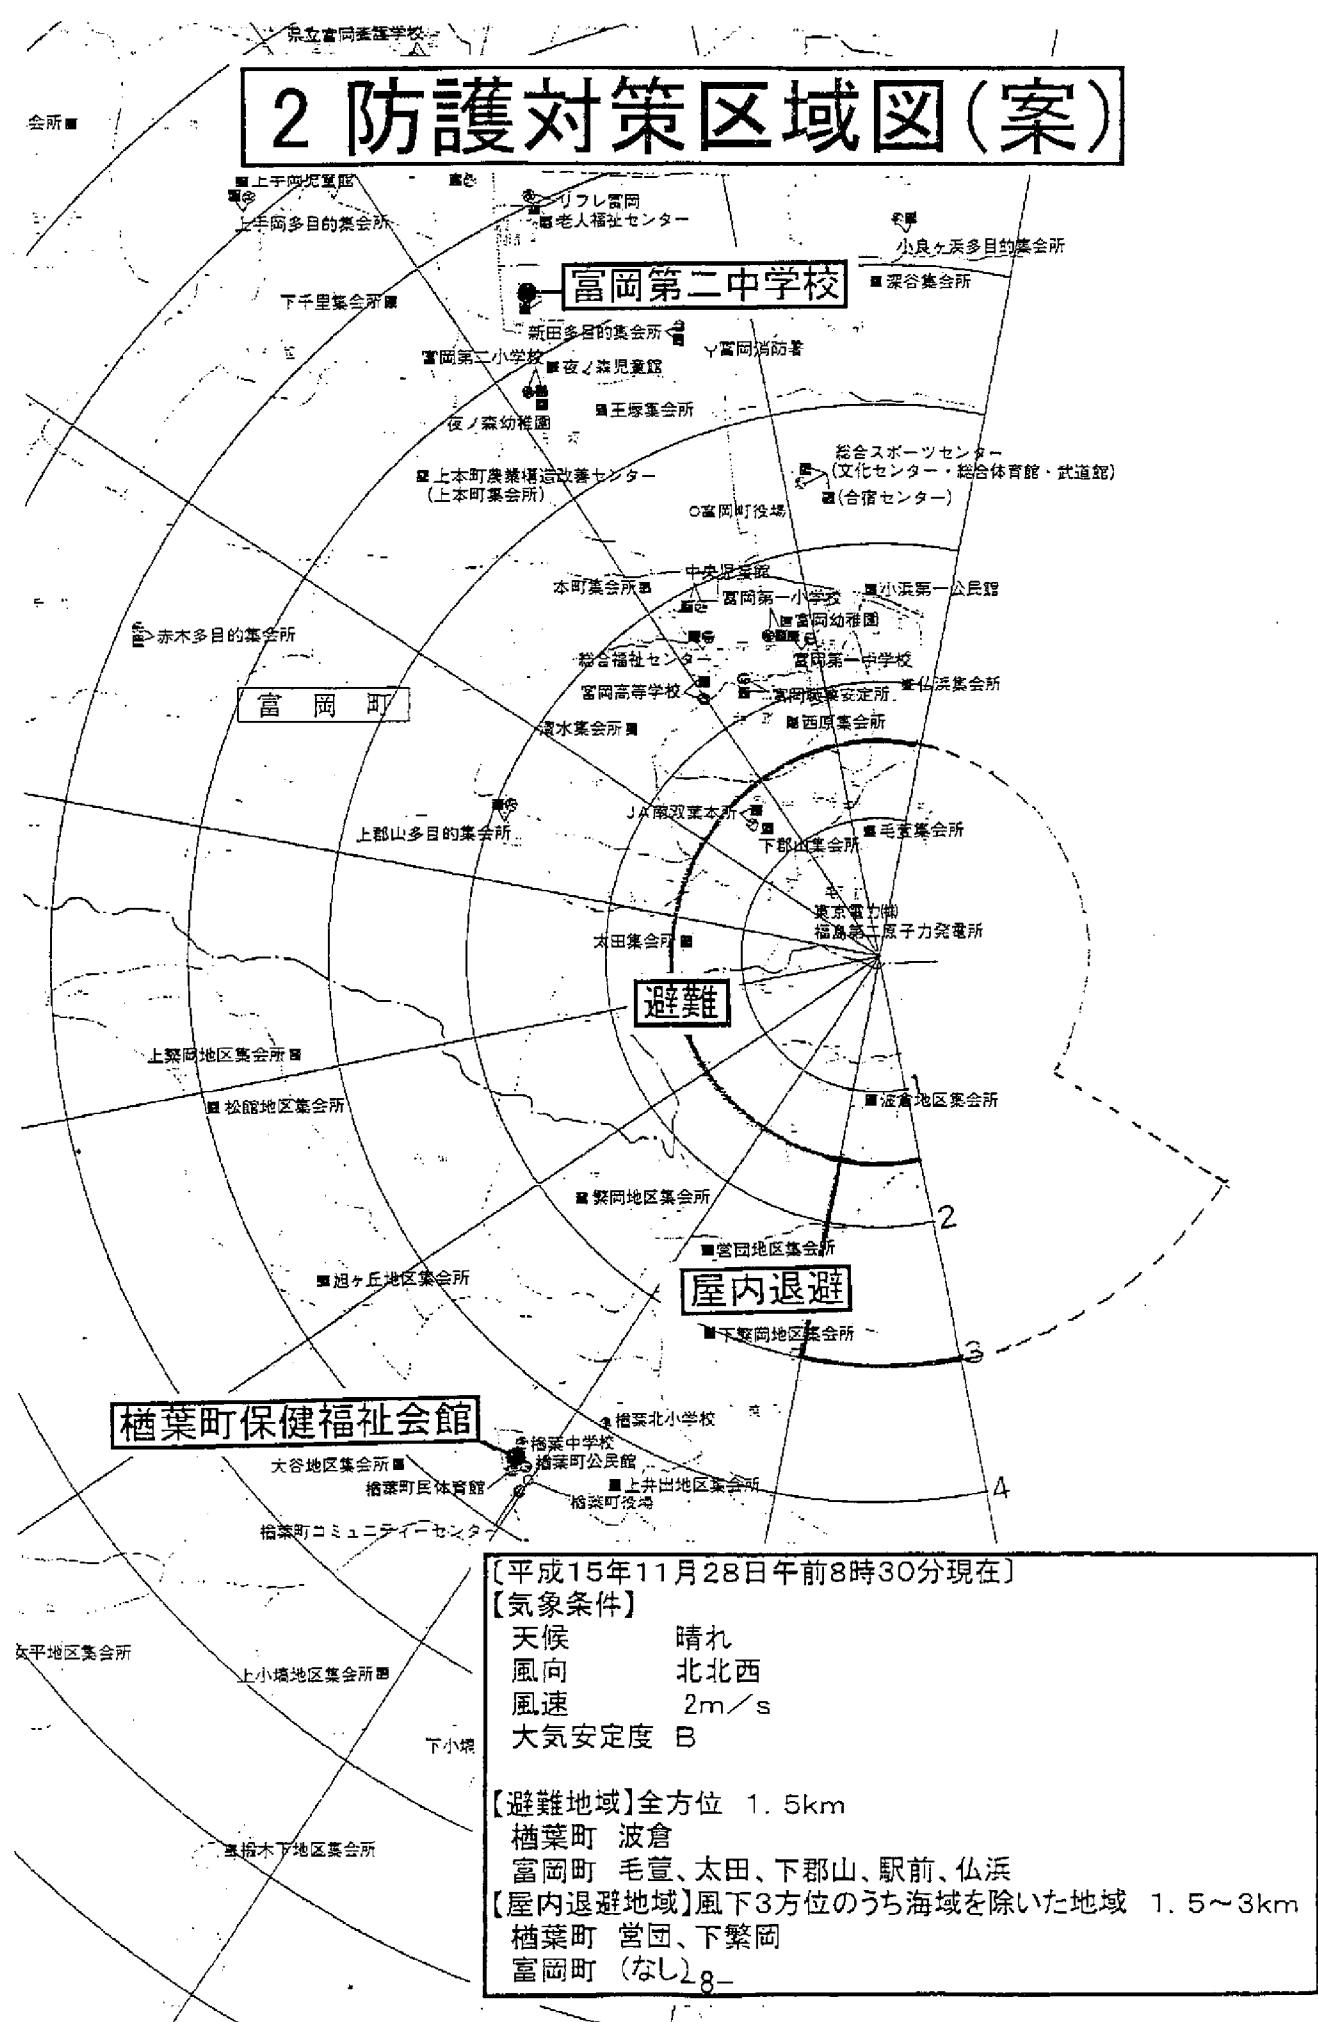 県立富岡養護学校
2 防護対策区域図(案)
会所
上手岡児童館
上手岡多目的集会所
リフレ富岡
老人福祉センター
小良ヶ浜多目的集会所
深谷集会所
富岡第二中学校
下千里集会所
新田多目的集会所
富岡消防署
富岡第二小学校
夜ノ森児童館
夜ノ森幼稚園
王塚集会所
総合スポーツセンター
(文化センター・総合体育館・武道館)
(合宿センター)
上本町農業構造改善センター
(上本町集会所)
富岡町役場
中央児童館
本町集会所
富岡第一小学校
小浜第一公民館
富岡幼稚園
赤木多目的集会所
総合福祉センター
富岡第一中学校
富岡高等学校
富岡職業安定所
仏浜集会所
富岡町
清水集会所
西原集会所
JA南双葉本所
上郡山多目的集会所
下郡山集会所
毛萱集会所
東京電力㈱
福島第二原子力発電所
太田集会所
避難
上繁岡地区集会所
松館地区集会所
波倉地区集会所
繁岡地区集会所
2
営団地区集会所
旭ヶ丘地区集会所
屋内退避
下繁岡地区集会所
3
楢葉町保健福祉会館
楢葉北小学校
楢葉中学校
楢葉町公民館
大谷地区集会所
楢葉町民体育館
上井出地区集会所
4
楢葉町役場
楢葉町コミュニティーセンター
女平地区集会所
上小塙地区集会所
下小塙
椴木下地区集会所
〔平成15年11月28日午前8時30分現在〕
【気象条件】
天候 晴れ
風向 北北西
風速 2m/s
大気安定度 B
【避難地域】全方位 1.5km
楢葉町 波倉
富岡町 毛萱、太田、下郡山、駅前、仏浜
【屋内退避地域】風下3方位のうち海域を除いた地域 1.5~3km
楢葉町 営団、下繁岡
富岡町 (なし)
-8-